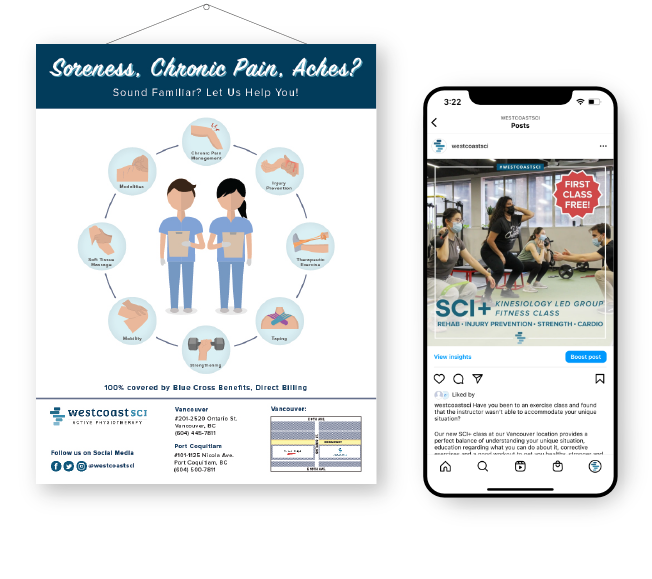 Soreness, Chronic Pain, Aches?
Sound Familiar? Let Us Help You!
Chronic Pain
Management
Modalities
Injury
Prevention
Soft Tissue
Massage
Therapeutic
Exercise
Mobility
Taping
Strengthening
100% covered by Blue Cross Benefits, Direct Billing
westcoastSCI
ACTIVE PHYSIOTHERAPY
Follow us on Social Media
@westcoastsci
Vancouver
#201-2520 Ontario St.
Vancouver, BC
(604) 445-7811
Port Coquitlam
#101-1125 Nicola Ave.
Port Coquitlam, BC
(604) 500-7811
Vancouver:
3:22
WESTCOASTSCI
Posts
westcoastsci
#WESTCOASTSCI
FIRST
CLASS
FREE!
SCI+ KINESIOLOGY LED GROUP
FITNESS CLASS
REHAB • INJURY PREVENTION • STRENGTH • CARDIO
View insights
Boost post
Liked by
westcoastsci Have you been to an exercise class and found
that the instructor wasn't able to accommodate your unique
situation?
Our new SCI+ class at our Vancouver location provides a
perfect balance of understanding your unique situation,
education regarding what you can do about it, corrective